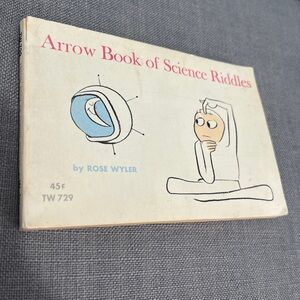 Arrow Book of Science Riddles
by ROSE WYLER
45¢
TW 729